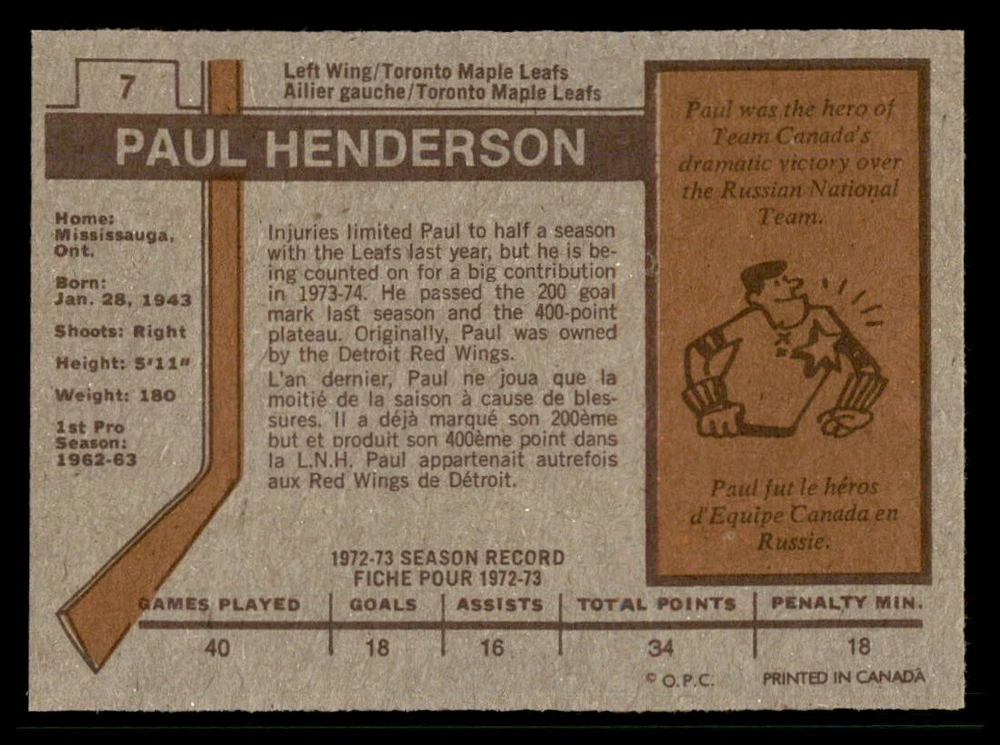 7
Left Wing/Toronto Maple Leafs
Ailier gauche/Toronto Maple Leafs
PAUL HENDERSON
Home:
Mississauga,
Ont.
Born:
Jan. 28, 1943
Shoots: Right
Height: 5'11"
Weight: 180
1st Pro
Season:
1962-63
Injuries limited Paul to half a season
with the Leafs last year, but he is be-
ing counted on for a big contribution
in 1973-74. He passed the 200 goal
mark last season and the 400-point
plateau. Originally, Paul was owned
by the Detroit Red Wings.
L'an dernier, Paul ne joua que la
moitié de la saison à cause de bles-
sures. Il a déjà marqué son 200ème
but et produit son 400ème point dans
la L.N.H. Paul appartenait autrefois
aux Red Wings de Détroit.
Paul was the hero of
Team Canada's
dramatic victory over
the Russian National
Team.
Paul fut le héros
d'Equipe Canada en
Russie.
1972-73 SEASON RECORD
FICHE POUR 1972-73
GAMES PLAYED GOALS ASSISTS TOTAL POINTS PENALTY MIN.
40 18 16 34 18
© O.P.C. PRINTED IN CANADA